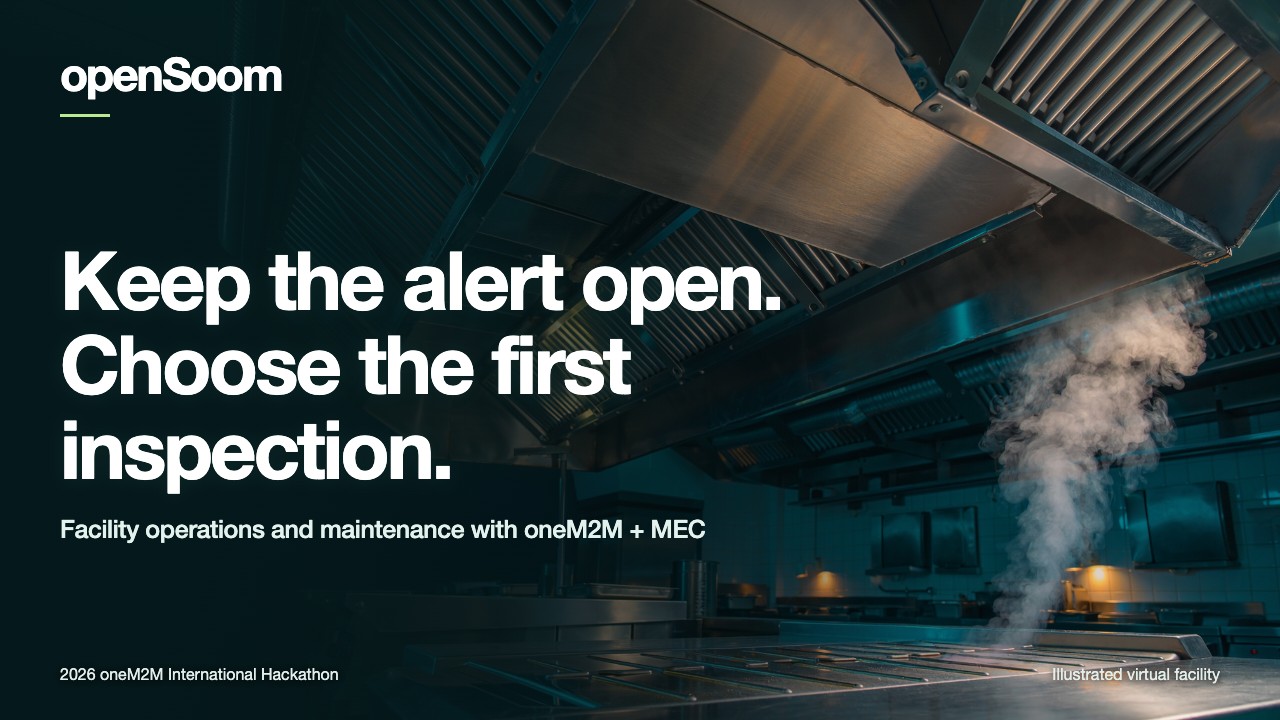 openSoom
Keep the alert open.
Choose the first
inspection.
Facility operations and maintenance with oneM2M + MEC
2026 oneM2M International Hackathon
Illustrated virtual facility